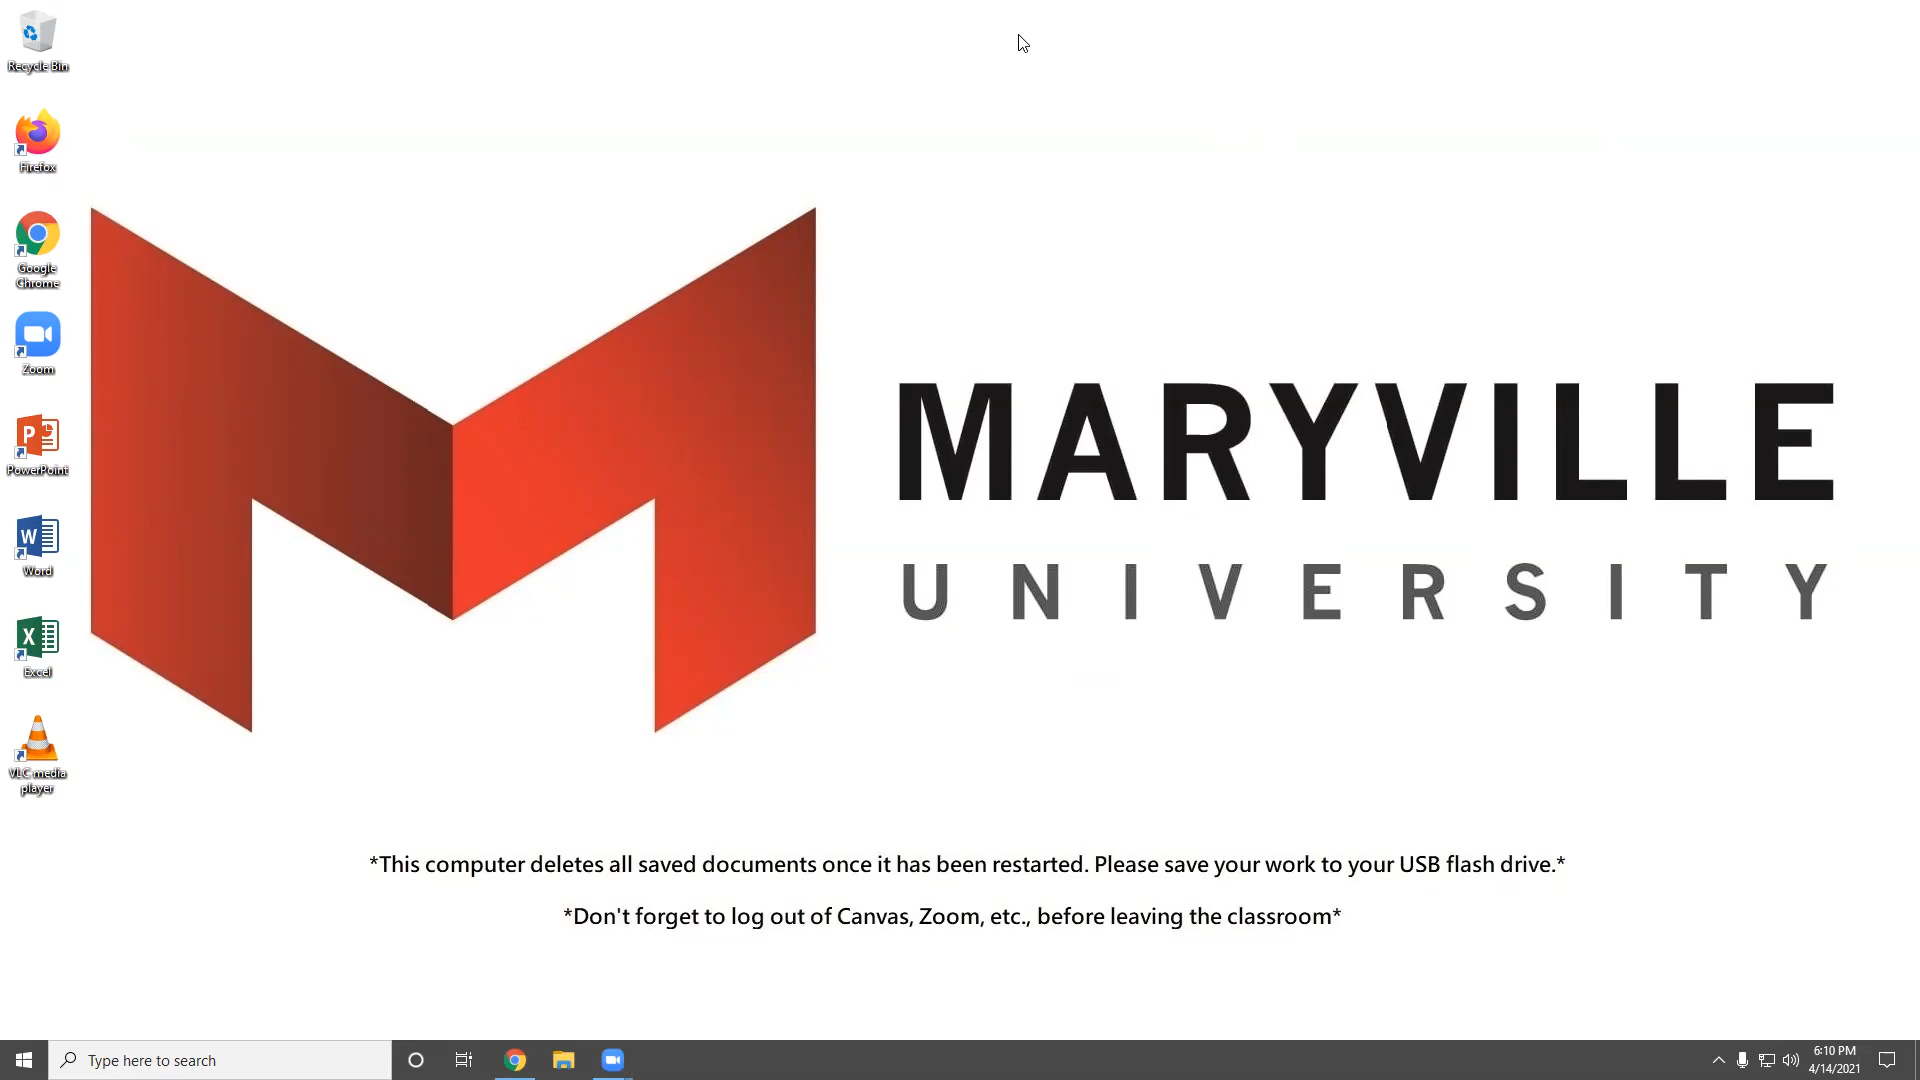 Recycle Bin
Firefox
Google
Chrome
Zoom
PowerPoint
Word
Excel
VLC media
player
MARYVILLE
UNIVERSITY
*This computer deletes all saved documents once it has been restarted. Please save your work to your USB flash drive.*
*Don't forget to log out of Canvas, Zoom, etc., before leaving the classroom*
Type here to search
6:10 PM
4/14/2021